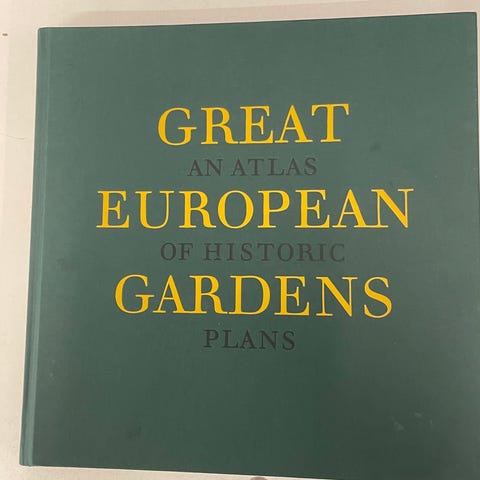 GREAT
AN ATLAS
EUROPEAN
OF HISTORIC
GARDENS
PLANS